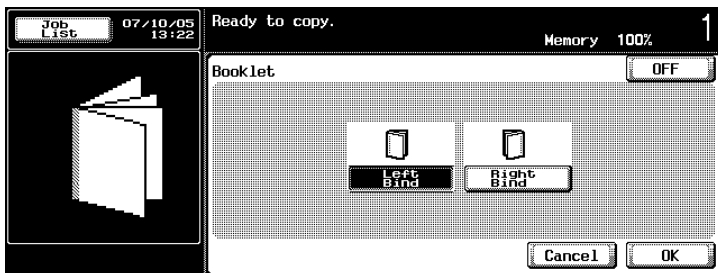 Job
List
07/10/05
13:22
Ready to copy.
Memory 100%
1
Booklet
OFF
Left
Bind
Right
Bind
Cancel
OK